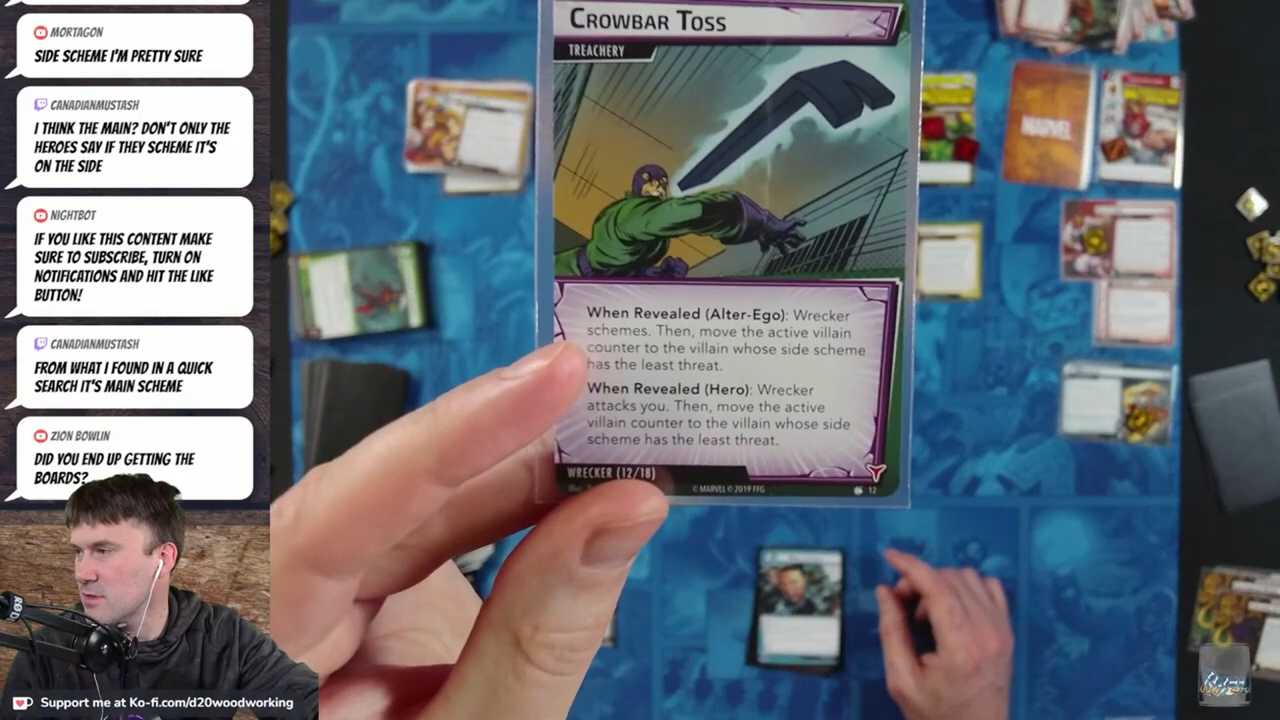 MORTAGON
SIDE SCHEME I'M PRETTY SURE
CANADIANMUSTASH
I THINK THE MAIN? DON'T ONLY THE
HEROES SAY IF THEY SCHEME IT'S
ON THE SIDE
NIGHTBOT
IF YOU LIKE THIS CONTENT MAKE
SURE TO SUBSCRIBE, TURN ON
NOTIFICATIONS AND HIT THE LIKE
BUTTON!
CANADIANMUSTASH
FROM WHAT I FOUND IN A QUICK
SEARCH IT'S MAIN SCHEME
ZION BOWLIN
DID YOU END UP GETTING THE
BOARDS?
Support me at Ko-fi.com/d20woodworking
CROWBAR TOSS
TREACHERY
When Revealed (Alter-Ego): Wrecker
schemes. Then, move the active villain
counter to the villain whose side scheme
has the least threat.
When Revealed (Hero): Wrecker
attacks you. Then, move the active
villain counter to the villain whose side
scheme has the least threat.
WRECKER (12/18)
© MARVEL © 2019 FFG
12
MARVEL